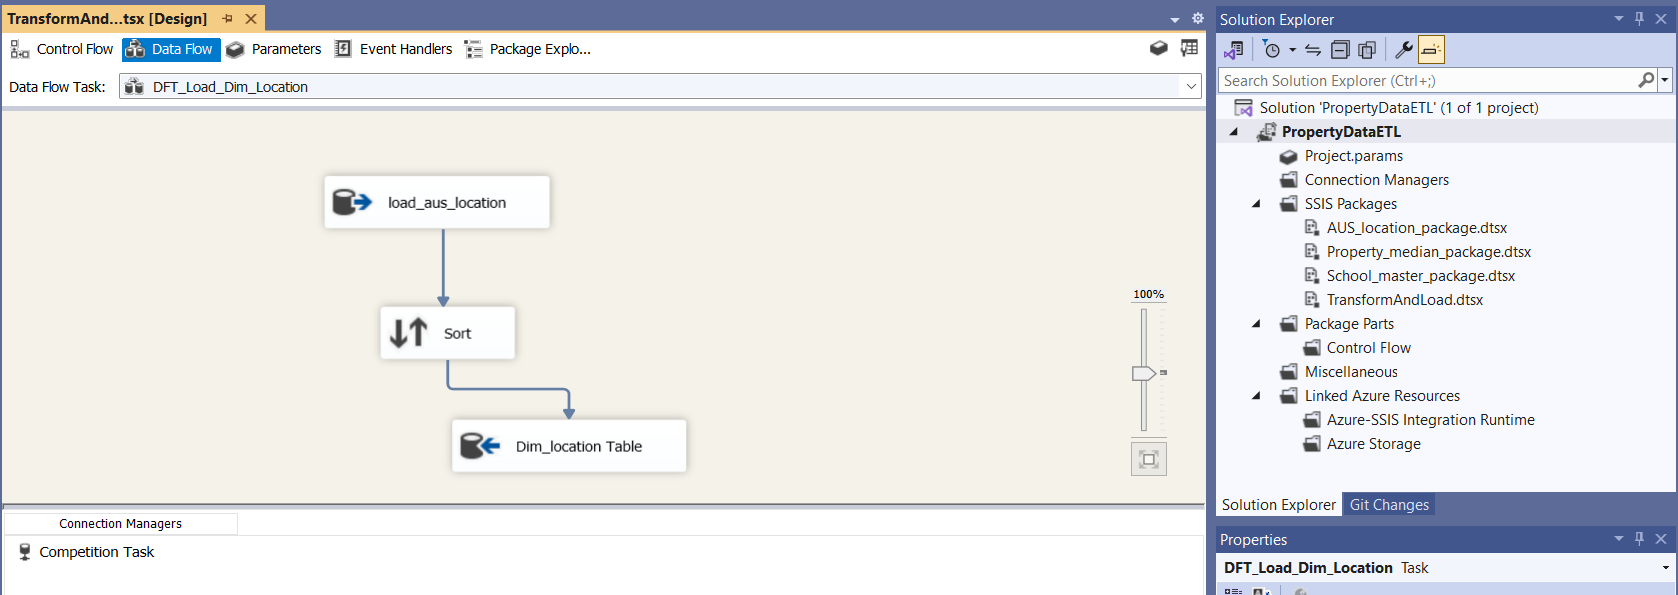 TransformAnd...tsx [Design]
Control Flow Data Flow Parameters Event Handlers Package Explo...
Data Flow Task: DFT_Load_Dim_Location
load_aus_location
Sort
Dim_location Table
100%
Connection Managers
Competition Task
Solution Explorer
Search Solution Explorer (Ctrl+;)
Solution 'PropertyDataETL' (1 of 1 project)
PropertyDataETL
Project.params
Connection Managers
SSIS Packages
AUS_location_package.dtsx
Property_median_package.dtsx
School_master_package.dtsx
TransformAndLoad.dtsx
Package Parts
Control Flow
Miscellaneous
Linked Azure Resources
Azure-SSIS Integration Runtime
Azure Storage
Solution Explorer Git Changes
Properties
DFT_Load_Dim_Location Task